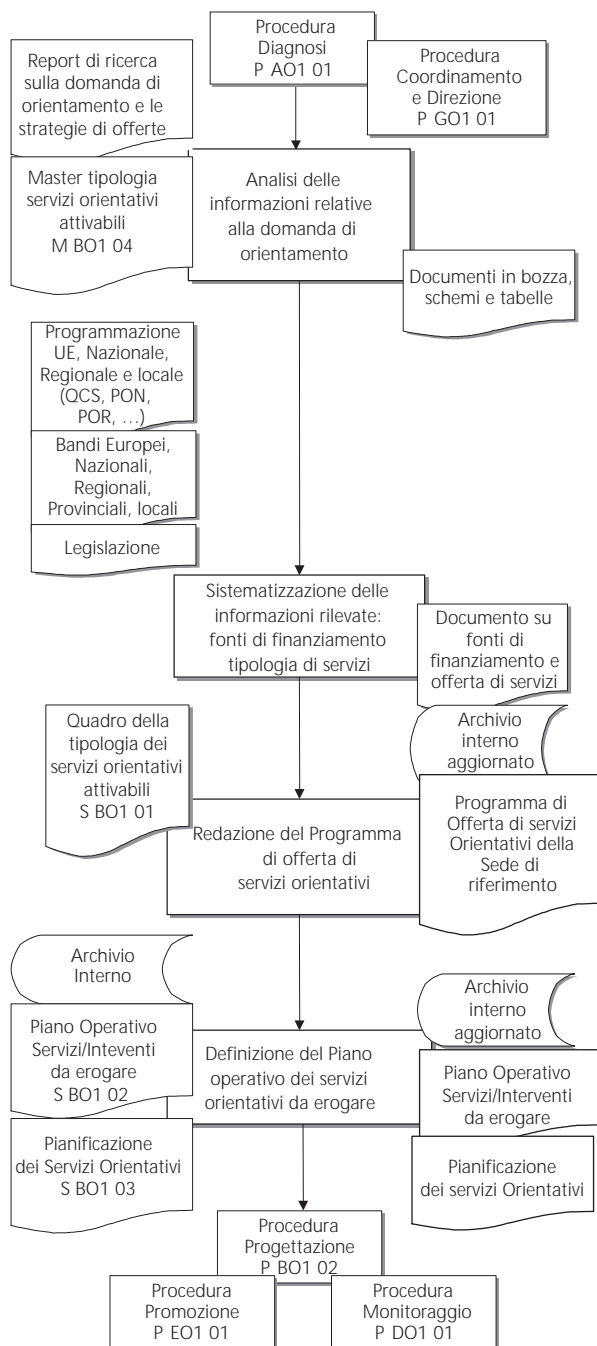 Procedura
Diagnosi
P AO1 01
Procedura
Coordinamento
e Direzione
P GO1 01
Report di ricerca
sulla domanda di
orientamento e le
strategie di offerte
Master tipologia
servizi orientativi
attivabili
M BO1 04
Analisi delle
informazioni relative
alla domanda di
orientamento
Documenti in bozza,
schemi e tabelle
Programmazione
UE, Nazionale,
Regionale e locale
(QCS, PON,
POR, ...)
Bandi Europei,
Nazionali,
Regionali,
Provinciali, locali
Legislazione
Sistematizzazione delle
informazioni rilevate:
fonti di finanziamento
tipologia di servizi
Documento su
fonti di
finanziamento e
offerta di servizi
Quadro della
tipologia dei
servizi orientativi
attivabili
S BO1 01
Archivio
interno
aggiornato
Redazione del Programma
di offerta di
servizi orientativi
Programma di
Offerta di servizi
Orientativi della
Sede di
riferimento
Archivio
Interno
Piano Operativo
Servizi/Inteventi
da erogare
S BO1 02
Pianificazione
dei Servizi Orientativi
S BO1 03
Definizione del Piano
operativo dei servizi
orientativi da erogare
Archivio
interno
aggiornato
Piano Operativo
Servizi/Interventi
da erogare
Pianificazione
dei servizi Orientativi
Procedura
Progettazione
P BO1 02
Procedura
Promozione
P EO1 01
Procedura
Monitoraggio
P DO1 01